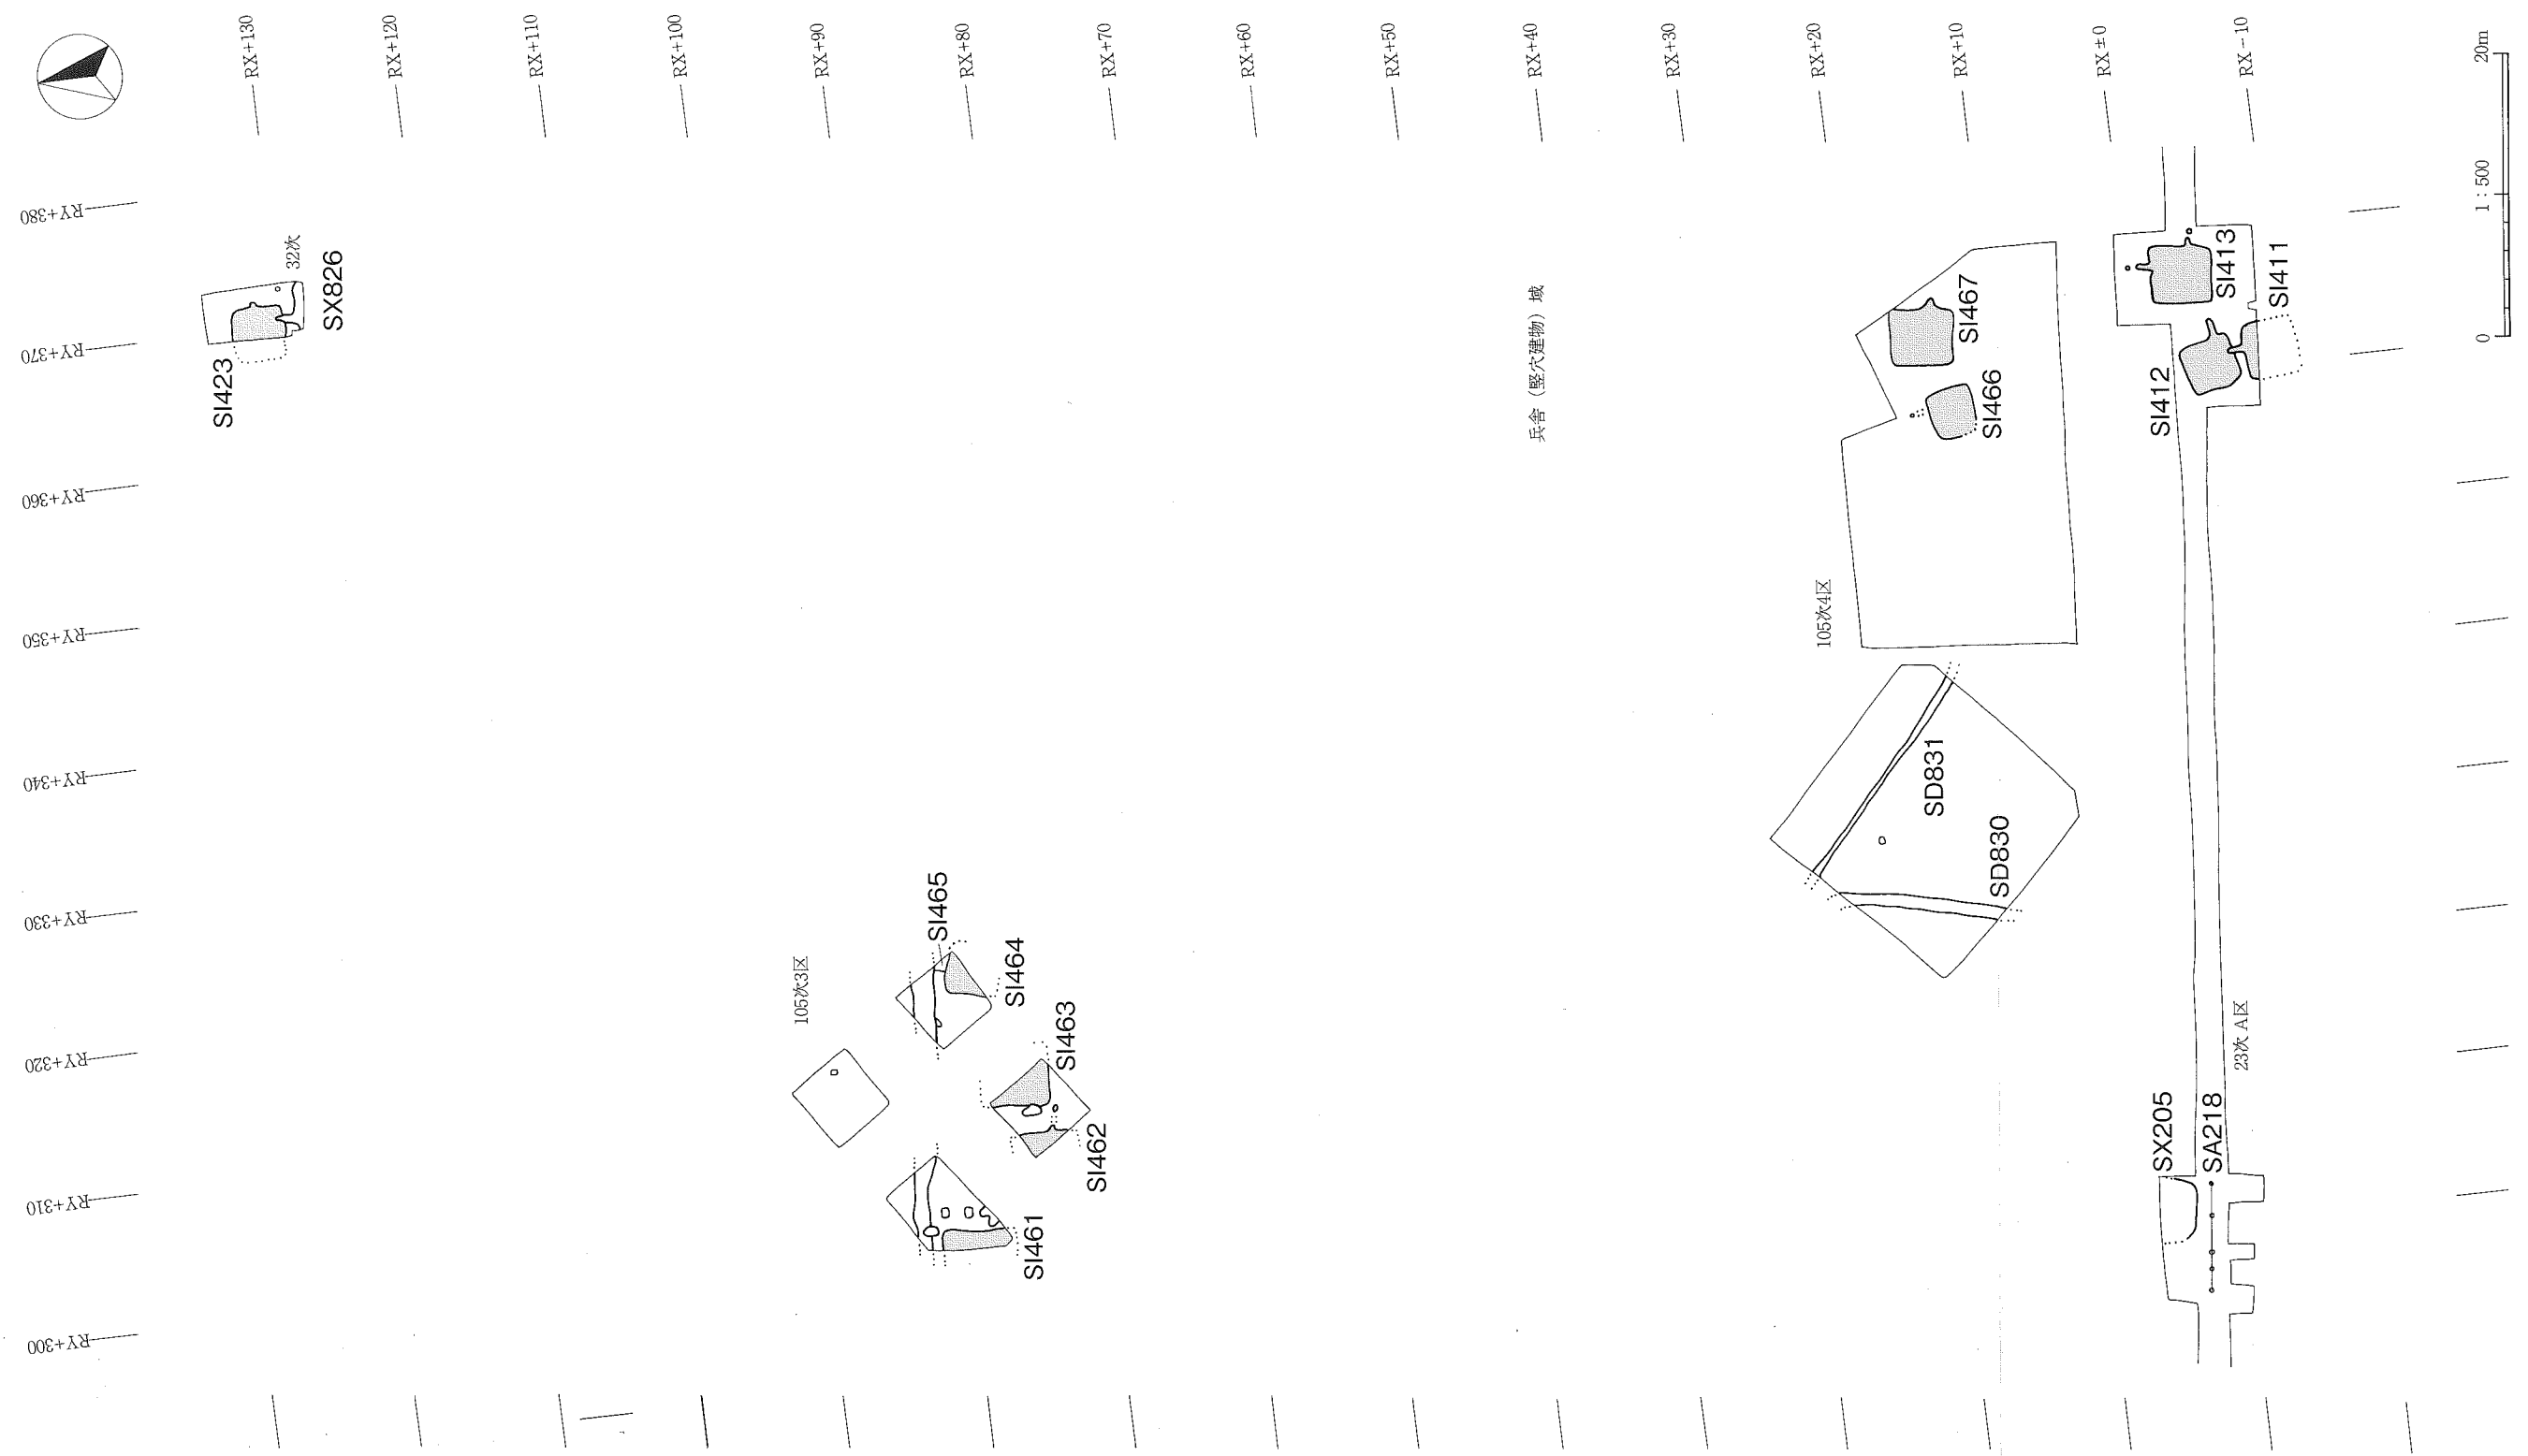 RX+130
RX+120
RX+110
RX+100
RX+90
RX+80
RX+70
RX+60
RX+50
RX+40
RX+30
RX+20
RX+10
RX±0
RX−10
20m
1:500
0
RY+380
RY+370
RY+360
RY+350
RY+340
RY+330
RY+320
RY+310
RY+300
32次
SX826
SI423
兵舎（竪穴建物）域
SI467
SI466
105次4区
SI413
SI411
SI412
SD831
SD830
SI465
SI464
105次3区
SI463
SI462
SI461
23次 A区
SX205
SA218